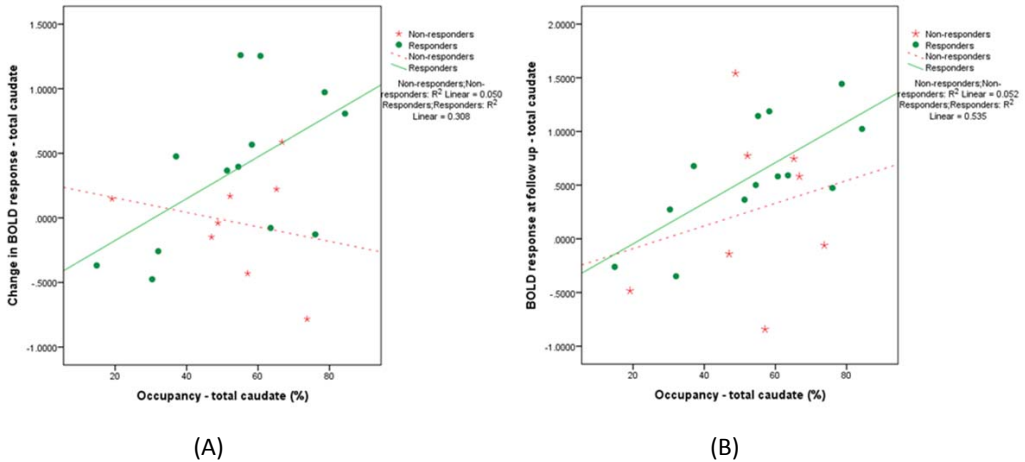 1.5000
1.0000
.5000
.0000
-.5000
-1.0000
Change in BOLD response - total caudate
20
40
60
80
Occupancy - total caudate (%)
Non-responders
Responders
Non-responders
Responders
Non-responders;Non-
responders: R2 Linear = 0.050
Responders;Responders: R2
Linear = 0.308
(A)
2.0000
1.5000
1.0000
.5000
.0000
-.5000
-1.0000
BOLD response at follow up - total caudate
20
40
60
80
Occupancy - total caudate (%)
Non-responders
Responders
Non-responders
Responders
Non-responders;Non-
responders: R2 Linear = 0.052
Responders;Responders: R2
Linear = 0.535
(B)